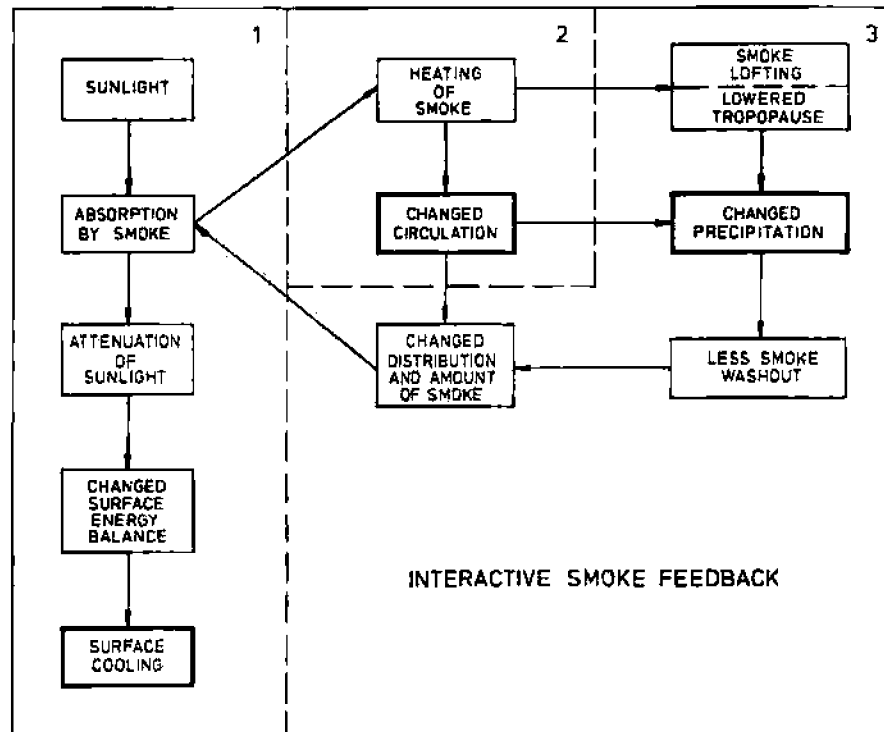 1
SUNLIGHT
ABSORPTION
BY SMOKE
ATTENUATION
OF
SUNLIGHT
CHANGED
SURFACE
ENERGY
BALANCE
SURFACE
COOLING
2
HEATING
OF
SMOKE
CHANGED
CIRCULATION
CHANGED
DISTRIBUTION
AND AMOUNT
OF SMOKE
3
SMOKE
LOFTING
LOWERED
TROPOPAUSE
CHANGED
PRECIPITATION
LESS SMOKE
WASHOUT
INTERACTIVE SMOKE FEEDBACK